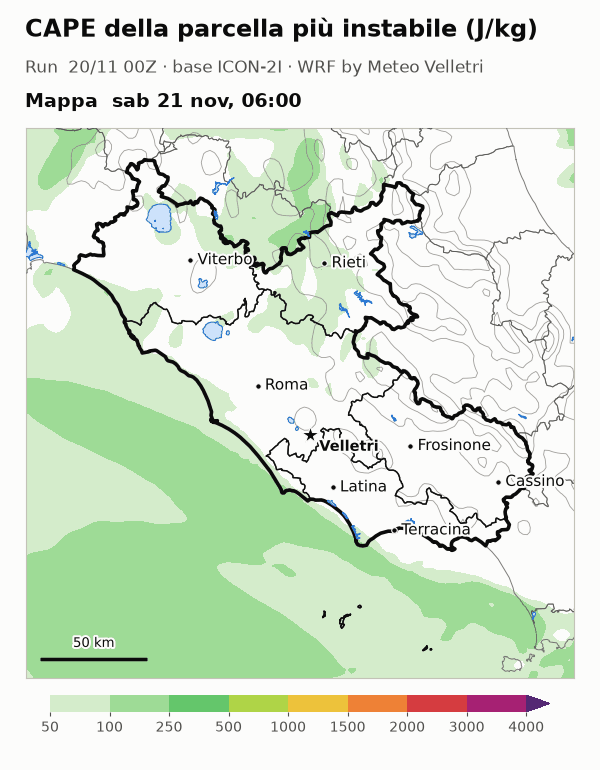 CAPE della parcella più instabile (J/kg)
Run  20/11 00Z · base ICON-2I · WRF by Meteo Velletri
Mappa  sab 21 nov, 06:00
Viterbo
Rieti
Roma
Velletri
Frosinone
Cassino
Latina
Terracina
50 km
50 100 250 500 1000 1500 2000 3000 4000